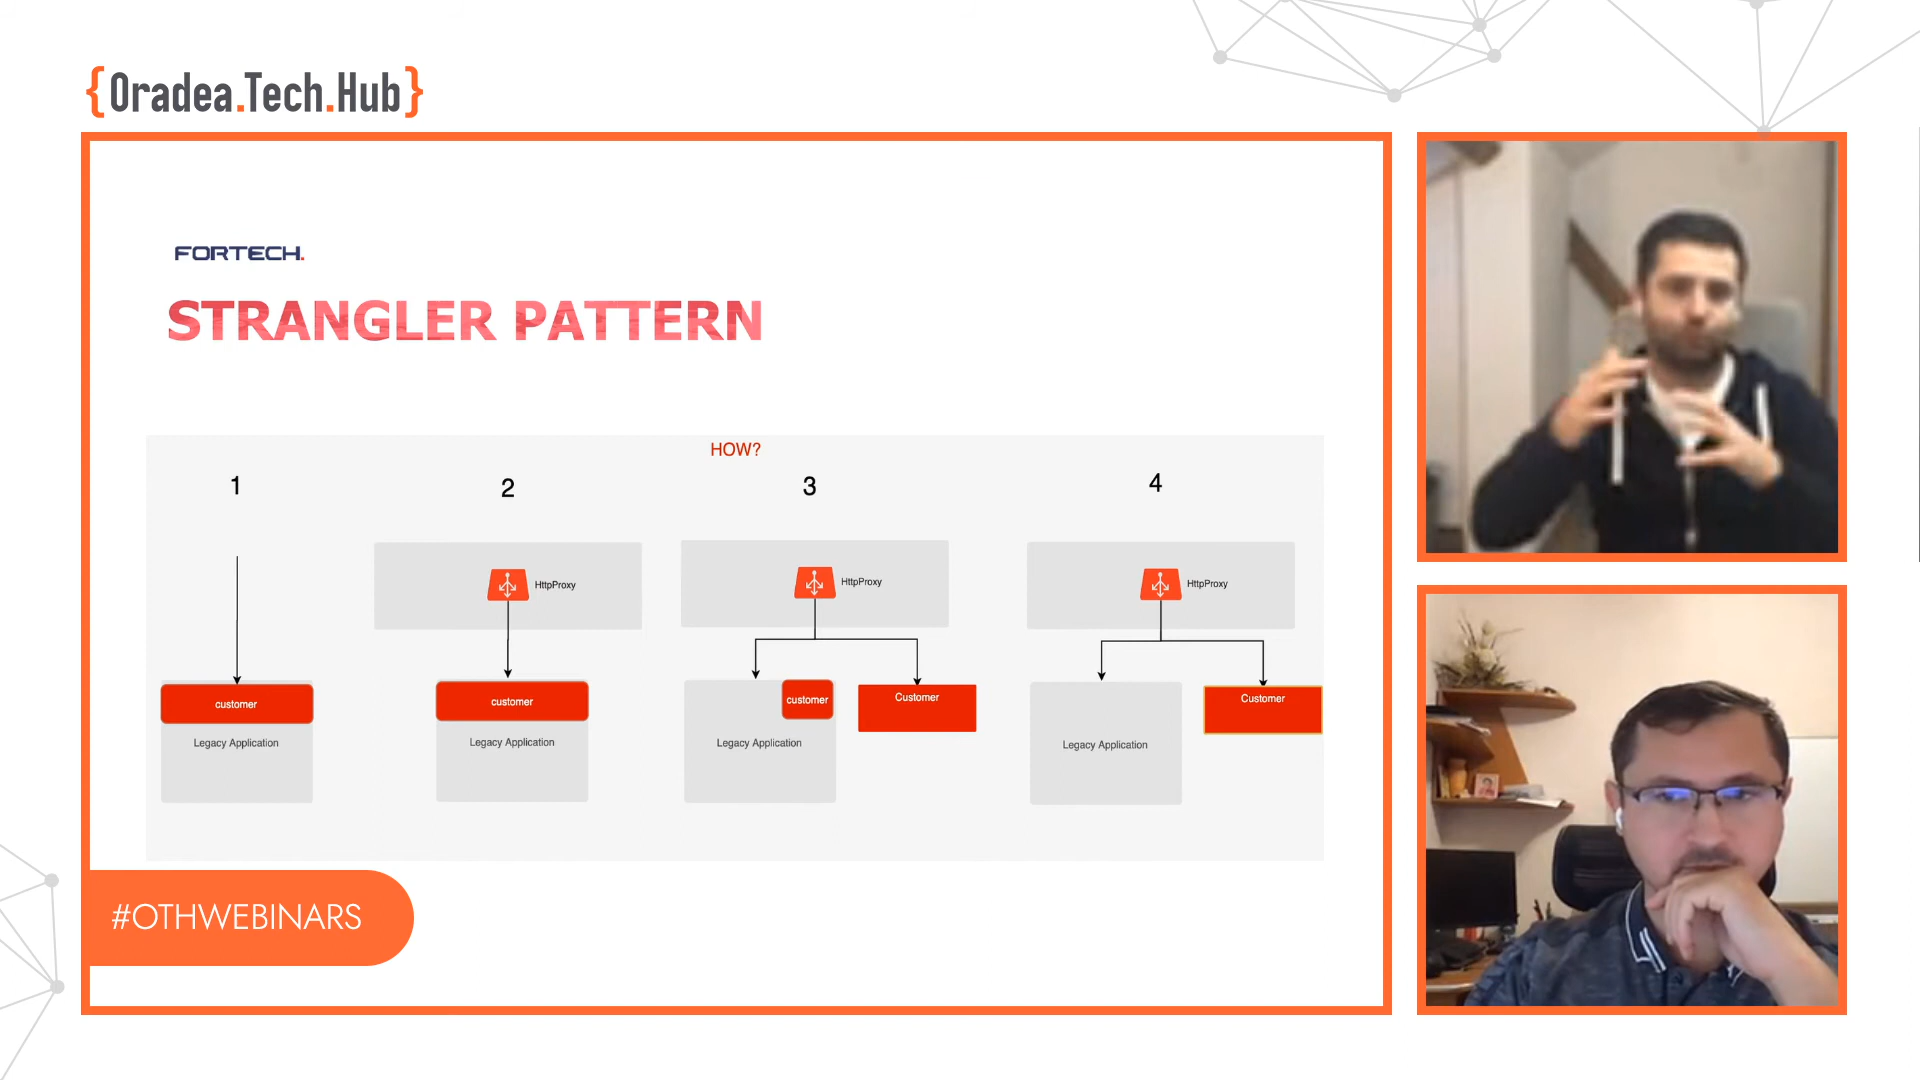 {Oradea.Tech.Hub}
FORTECH.
STRANGLER PATTERN
HOW?
1
2
3
4
HttpProxy
HttpProxy
HttpProxy
customer
customer
customer
Customer
Customer
Legacy Application
Legacy Application
Legacy Application
Legacy Application
#OTHWEBINARS